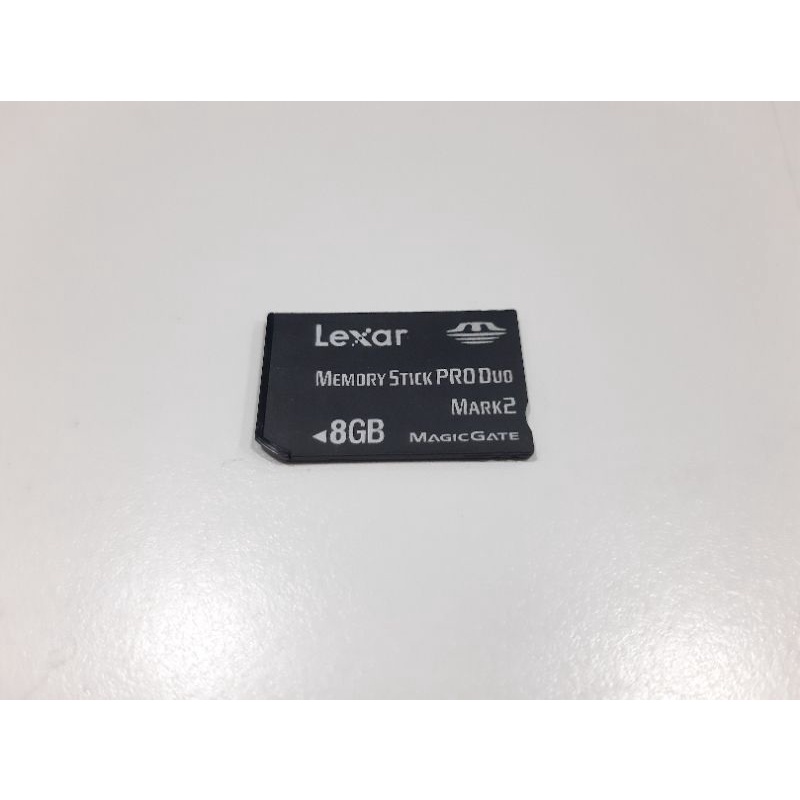 Lexar
MEMORY STICK PRO DUO
MARK2
◄8GB MAGICGATE